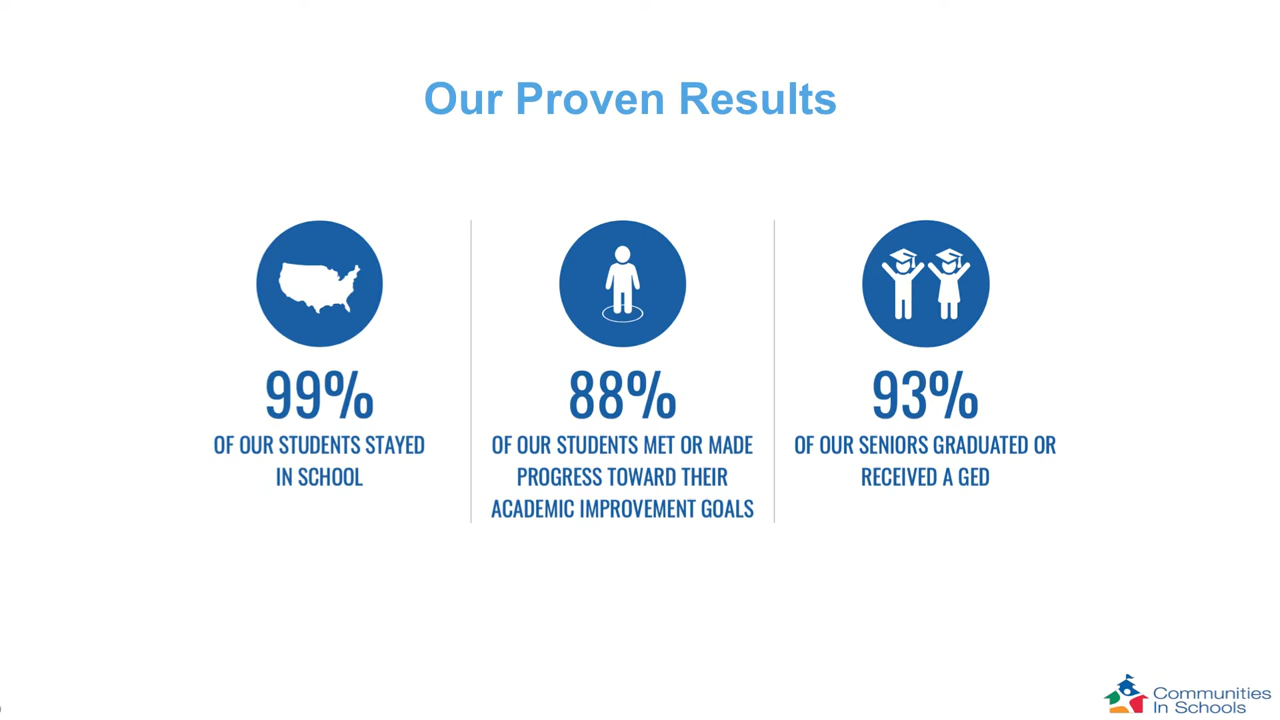 Our Proven Results
99%
OF OUR STUDENTS STAYED
IN SCHOOL
88%
OF OUR STUDENTS MET OR MADE
PROGRESS TOWARD THEIR
ACADEMIC IMPROVEMENT GOALS
93%
OF OUR SENIORS GRADUATED OR
RECEIVED A GED
Communities
In Schools